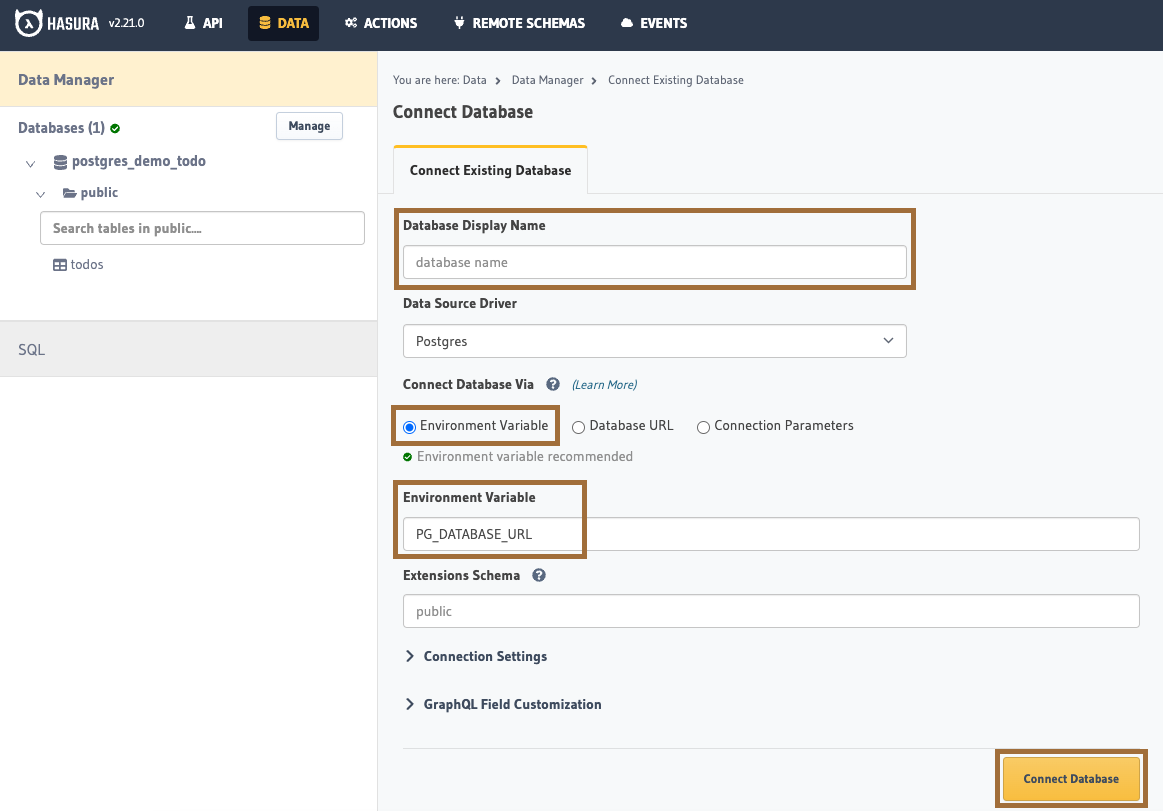 HASURA v2.21.0 API DATA ACTIONS REMOTE SCHEMAS EVENTS
Data Manager
Databases (1) Manage
postgres_demo_todo
public
Search tables in public....
todos
SQL
You are here: Data > Data Manager > Connect Existing Database
Connect Database
Connect Existing Database
Database Display Name
database name
Data Source Driver
Postgres
Connect Database Via ? (Learn More)
Environment Variable Database URL Connection Parameters
Environment variable recommended
Environment Variable
PG_DATABASE_URL
Extensions Schema ?
public
Connection Settings
GraphQL Field Customization
Connect Database